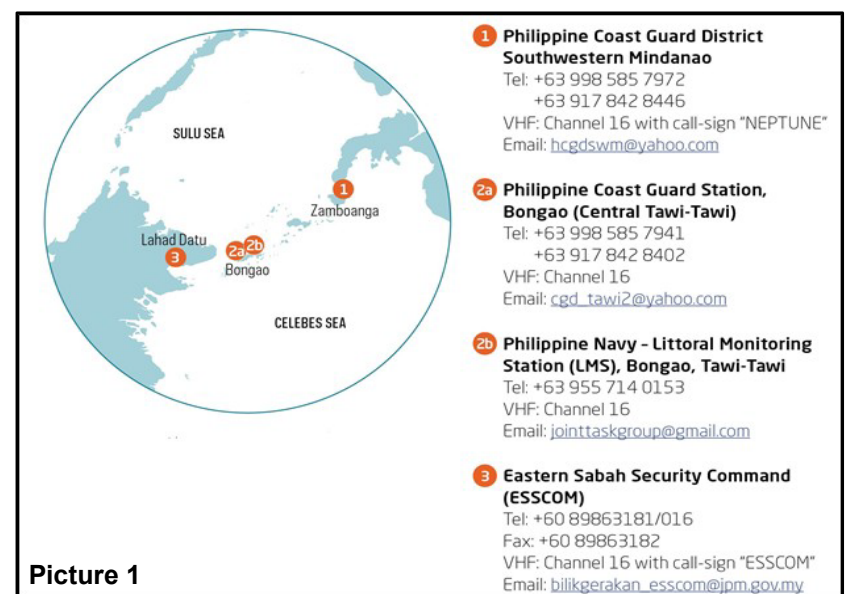 SULU SEA
1
Zamboanga
Lahad Datu
3
2a
2b
Bongao
CELEBES SEA
Picture 1
1 Philippine Coast Guard District
Southwestern Mindanao
Tel: +63 998 585 7972
+63 917 842 8446
VHF: Channel 16 with call-sign "NEPTUNE"
Email: hcgdswm@yahoo.com
2a Philippine Coast Guard Station,
Bongao (Central Tawi-Tawi)
Tel: +63 998 585 7941
+63 917 842 8402
VHF: Channel 16
Email: cgd_tawi2@yahoo.com
2b Philippine Navy – Littoral Monitoring
Station (LMS), Bongao, Tawi-Tawi
Tel: +63 955 714 0153
VHF: Channel 16
Email: jointtaskgroup@gmail.com
3 Eastern Sabah Security Command
(ESSCOM)
Tel: +60 89863181/016
Fax: +60 89863182
VHF: Channel 16 with call-sign "ESSCOM"
Email: bilikgerakan_esscom@jpm.gov.my